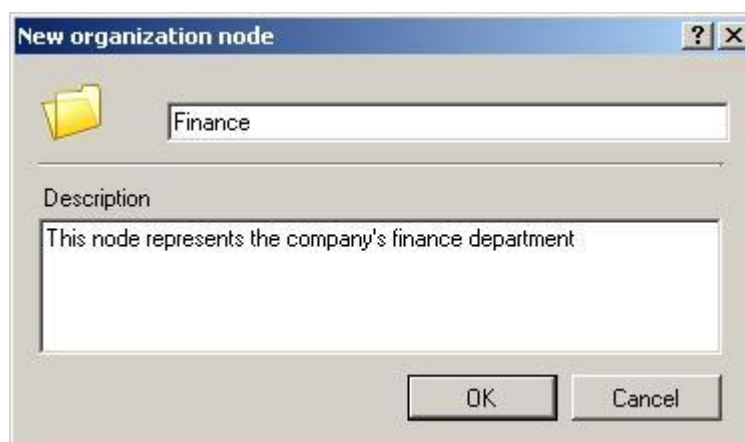 New organization node
Finance
Description
This node represents the company's finance department
OK Cancel